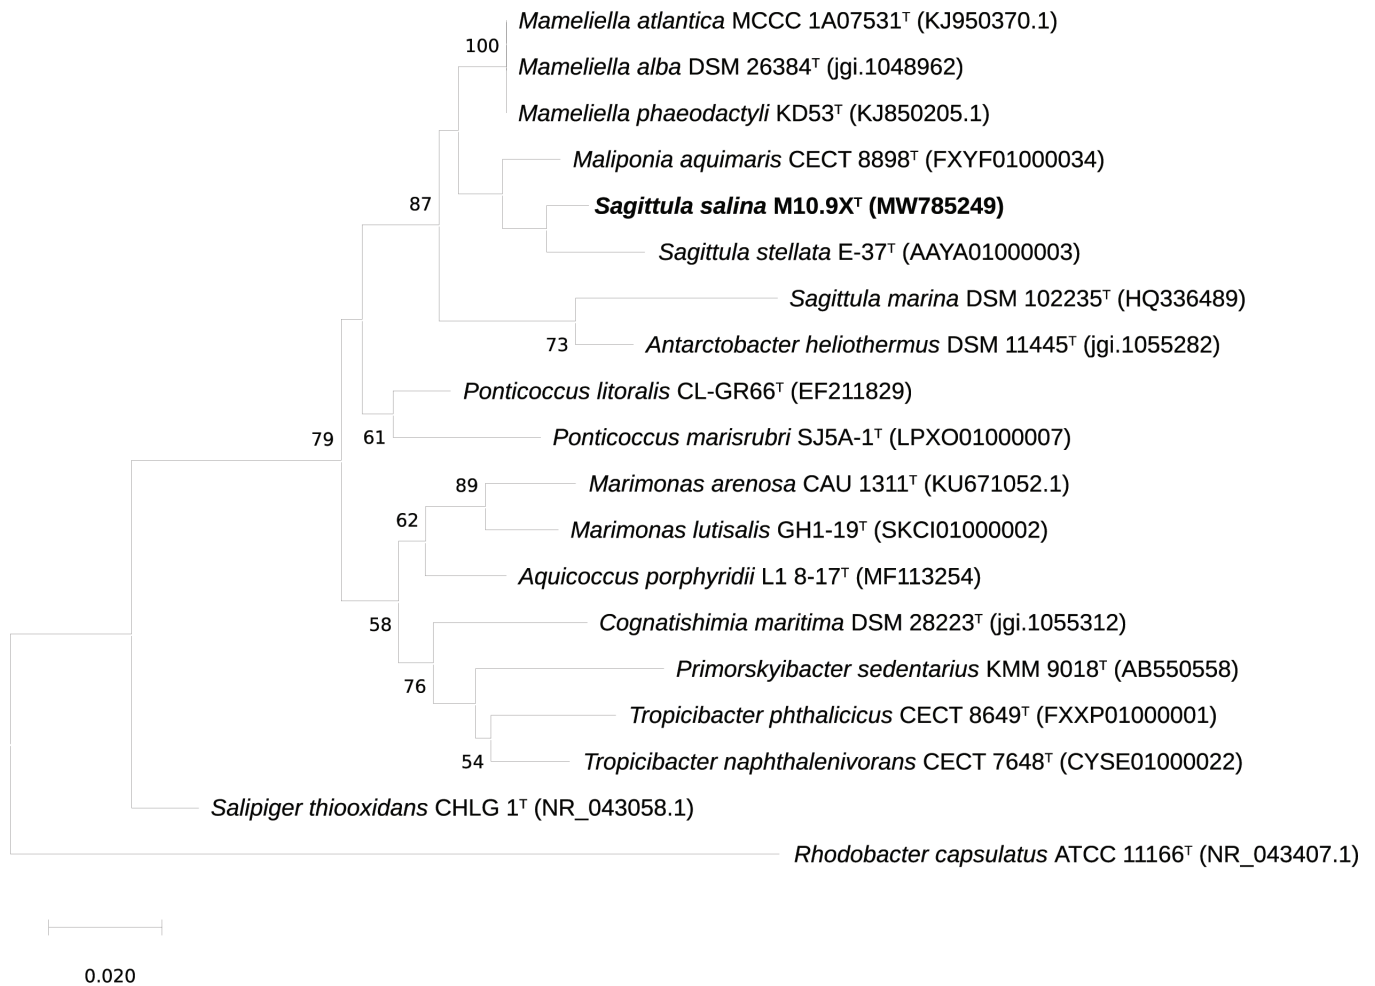 Mameliella atlantica MCCC 1A07531ᵀ (KJ950370.1)
100
Mameliella alba DSM 26384ᵀ (jgi.1048962)
Mameliella phaeodactyli KD53ᵀ (KJ850205.1)
Maliponia aquimaris CECT 8898ᵀ (FXYF01000034)
87
Sagittula salina M10.9Xᵀ (MW785249)
Sagittula stellata E-37ᵀ (AAYA01000003)
Sagittula marina DSM 102235ᵀ (HQ336489)
73
Antarctobacter heliothermus DSM 11445ᵀ (jgi.1055282)
Ponticoccus litoralis CL-GR66ᵀ (EF211829)
79
61
Ponticoccus marisrubri SJ5A-1ᵀ (LPXO01000007)
89
Marimonas arenosa CAU 1311ᵀ (KU671052.1)
62
Marimonas lutisalis GH1-19ᵀ (SKCI01000002)
Aquicoccus porphyridii L1 8-17ᵀ (MF113254)
58
Cognatishimia maritima DSM 28223ᵀ (jgi.1055312)
Primorskyibacter sedentarius KMM 9018ᵀ (AB550558)
76
Tropicibacter phthalicicus CECT 8649ᵀ (FXXP01000001)
54
Tropicibacter naphthalenivorans CECT 7648ᵀ (CYSE01000022)
Salipiger thiooxidans CHLG 1ᵀ (NR_043058.1)
Rhodobacter capsulatus ATCC 11166ᵀ (NR_043407.1)
0.020